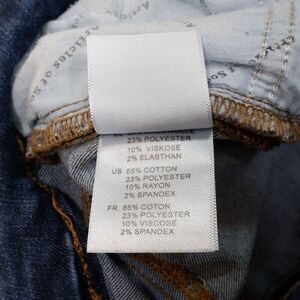 23% POLYESTER
10% VISKOSE
2% ELASTHAN
US 65% COTTON
23% POLYESTER
10% RAYON
2% SPANDEX
FR 65% COTON
23% POLYESTER
10% VISCOSE
2% SPANDEX